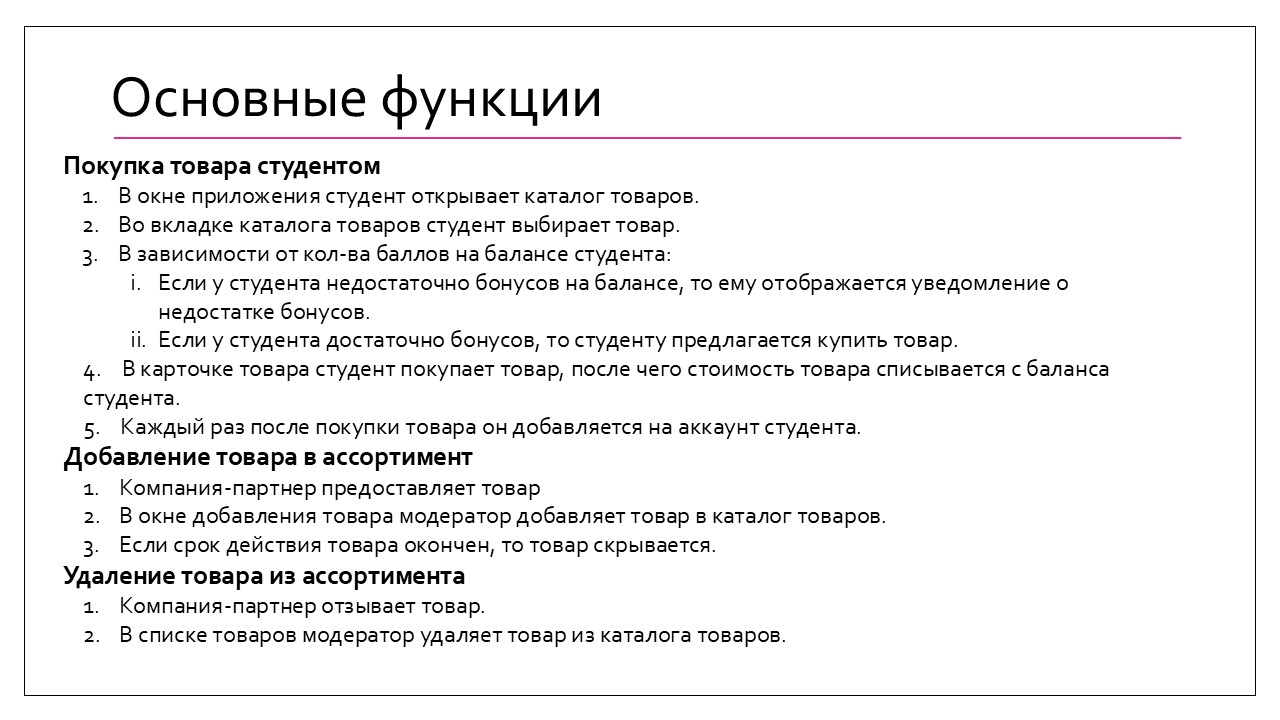 Основные функции
Покупка товара студентом
1. В окне приложения студент открывает каталог товаров.
2. Во вкладке каталога товаров студент выбирает товар.
3. В зависимости от кол-ва баллов на балансе студента:
i. Если у студента недостаточно бонусов на балансе, то ему отображается уведомление о
недостатке бонусов.
ii. Если у студента достаточно бонусов, то студенту предлагается купить товар.
4. В карточке товара студент покупает товар, после чего стоимость товара списывается с баланса
студента.
5. Каждый раз после покупки товара он добавляется на аккаунт студента.
Добавление товара в ассортимент
1. Компания-партнер предоставляет товар
2. В окне добавления товара модератор добавляет товар в каталог товаров.
3. Если срок действия товара окончен, то товар скрывается.
Удаление товара из ассортимента
1. Компания-партнер отзывает товар.
2. В списке товаров модератор удаляет товар из каталога товаров.